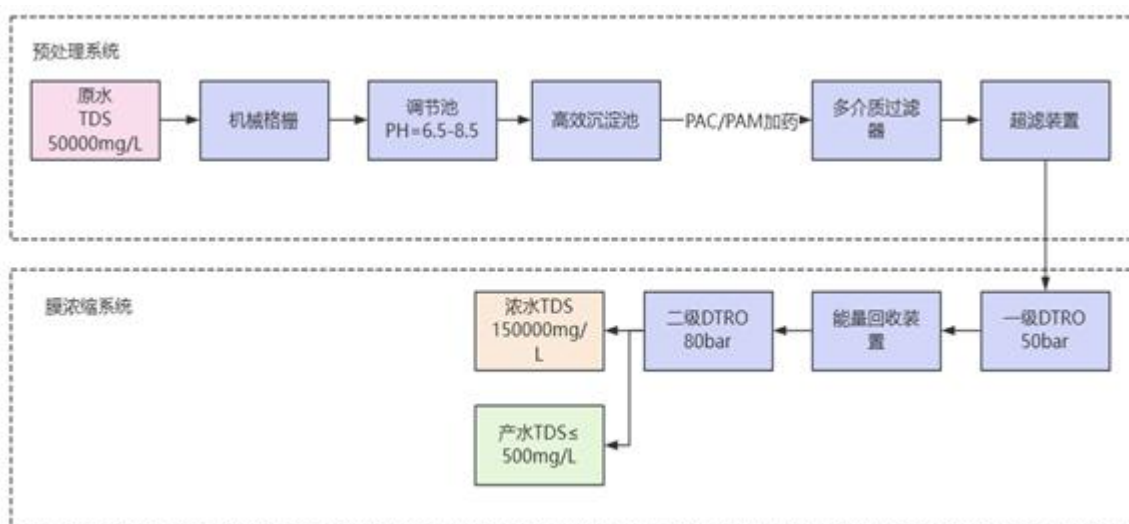 预处理系统
原水
TDS
50000mg/L
机械格栅
调节池
PH=6.5-8.5
高效沉淀池
PAC/PAM加药
多介质过滤
器
超滤装置
膜浓缩系统
浓水TDS
150000mg/
L
二级DTRO
80bar
能量回收装
置
一级DTRO
50bar
产水TDS≤
500mg/L